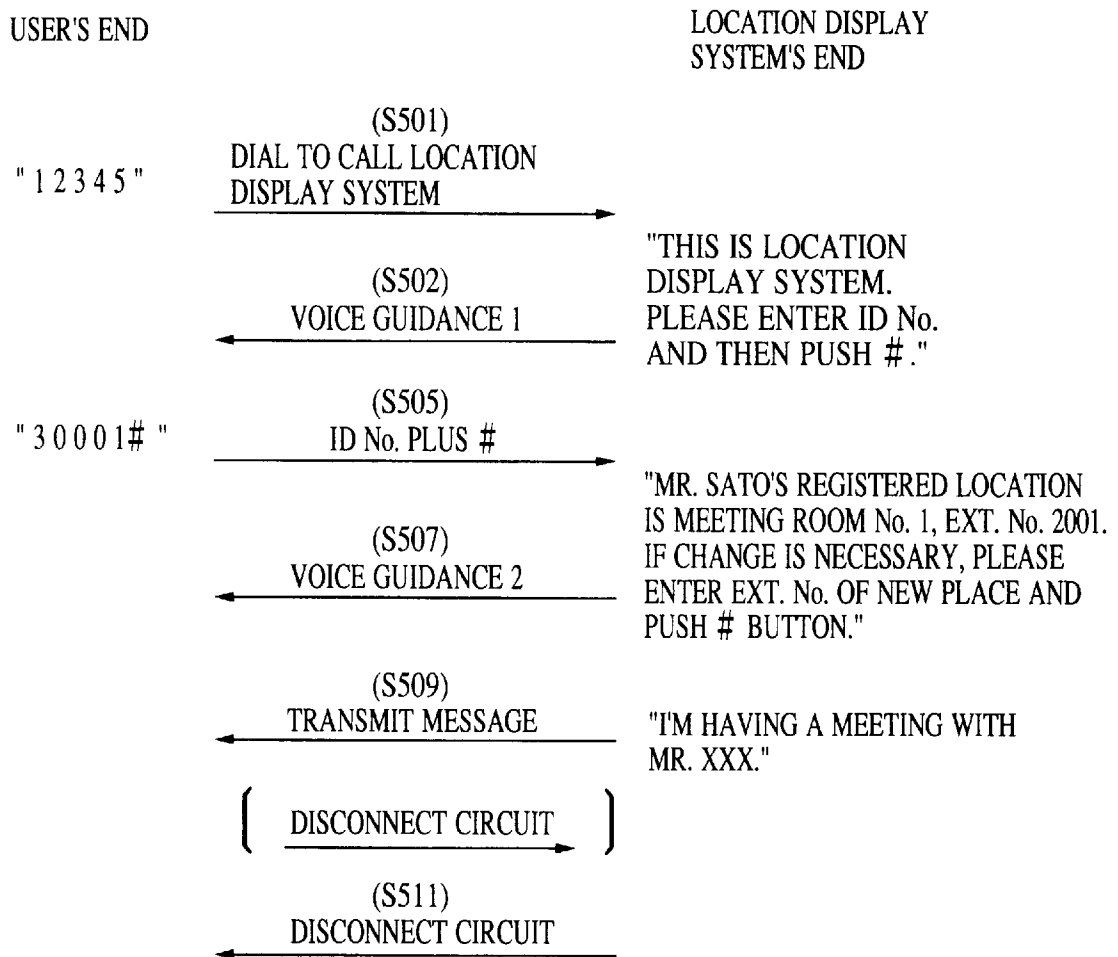 USER'S END
LOCATION DISPLAY
SYSTEM'S END
(S501)
"12345"
DIAL TO CALL LOCATION
DISPLAY SYSTEM
"THIS IS LOCATION
DISPLAY SYSTEM.
PLEASE ENTER ID No.
AND THEN PUSH #."
(S502)
VOICE GUIDANCE 1
(S505)
"30001#"
ID No. PLUS #
"MR. SATO'S REGISTERED LOCATION
IS MEETING ROOM No. 1, EXT. No. 2001.
IF CHANGE IS NECESSARY, PLEASE
ENTER EXT. No. OF NEW PLACE AND
PUSH # BUTTON."
(S507)
VOICE GUIDANCE 2
(S509)
TRANSMIT MESSAGE
"I'M HAVING A MEETING WITH
MR. XXX."
DISCONNECT CIRCUIT
(S511)
DISCONNECT CIRCUIT